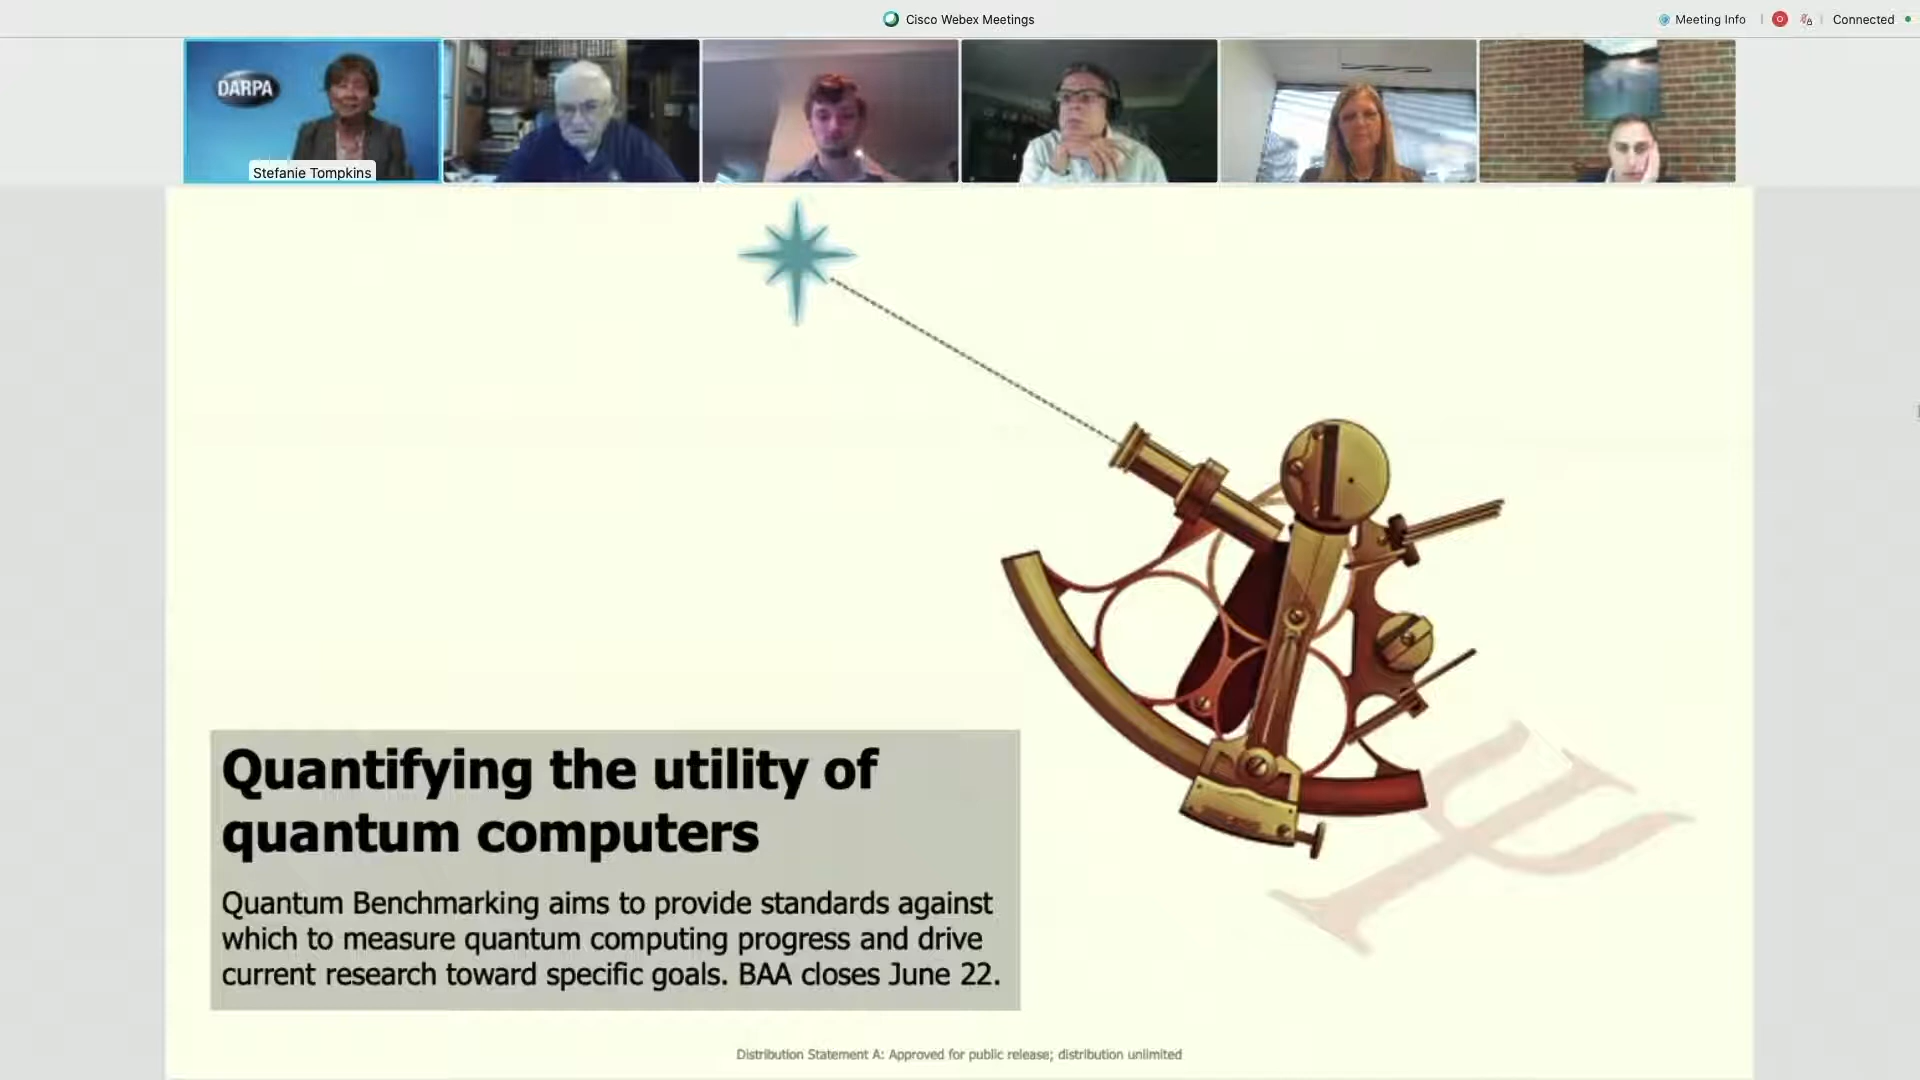 Cisco Webex Meetings
Meeting Info
Connected
DARPA
Stefanie Tompkins
Quantifying the utility of
quantum computers
Quantum Benchmarking aims to provide standards against
which to measure quantum computing progress and drive
current research toward specific goals. BAA closes June 22.
Distribution Statement A: Approved for public release; distribution unlimited